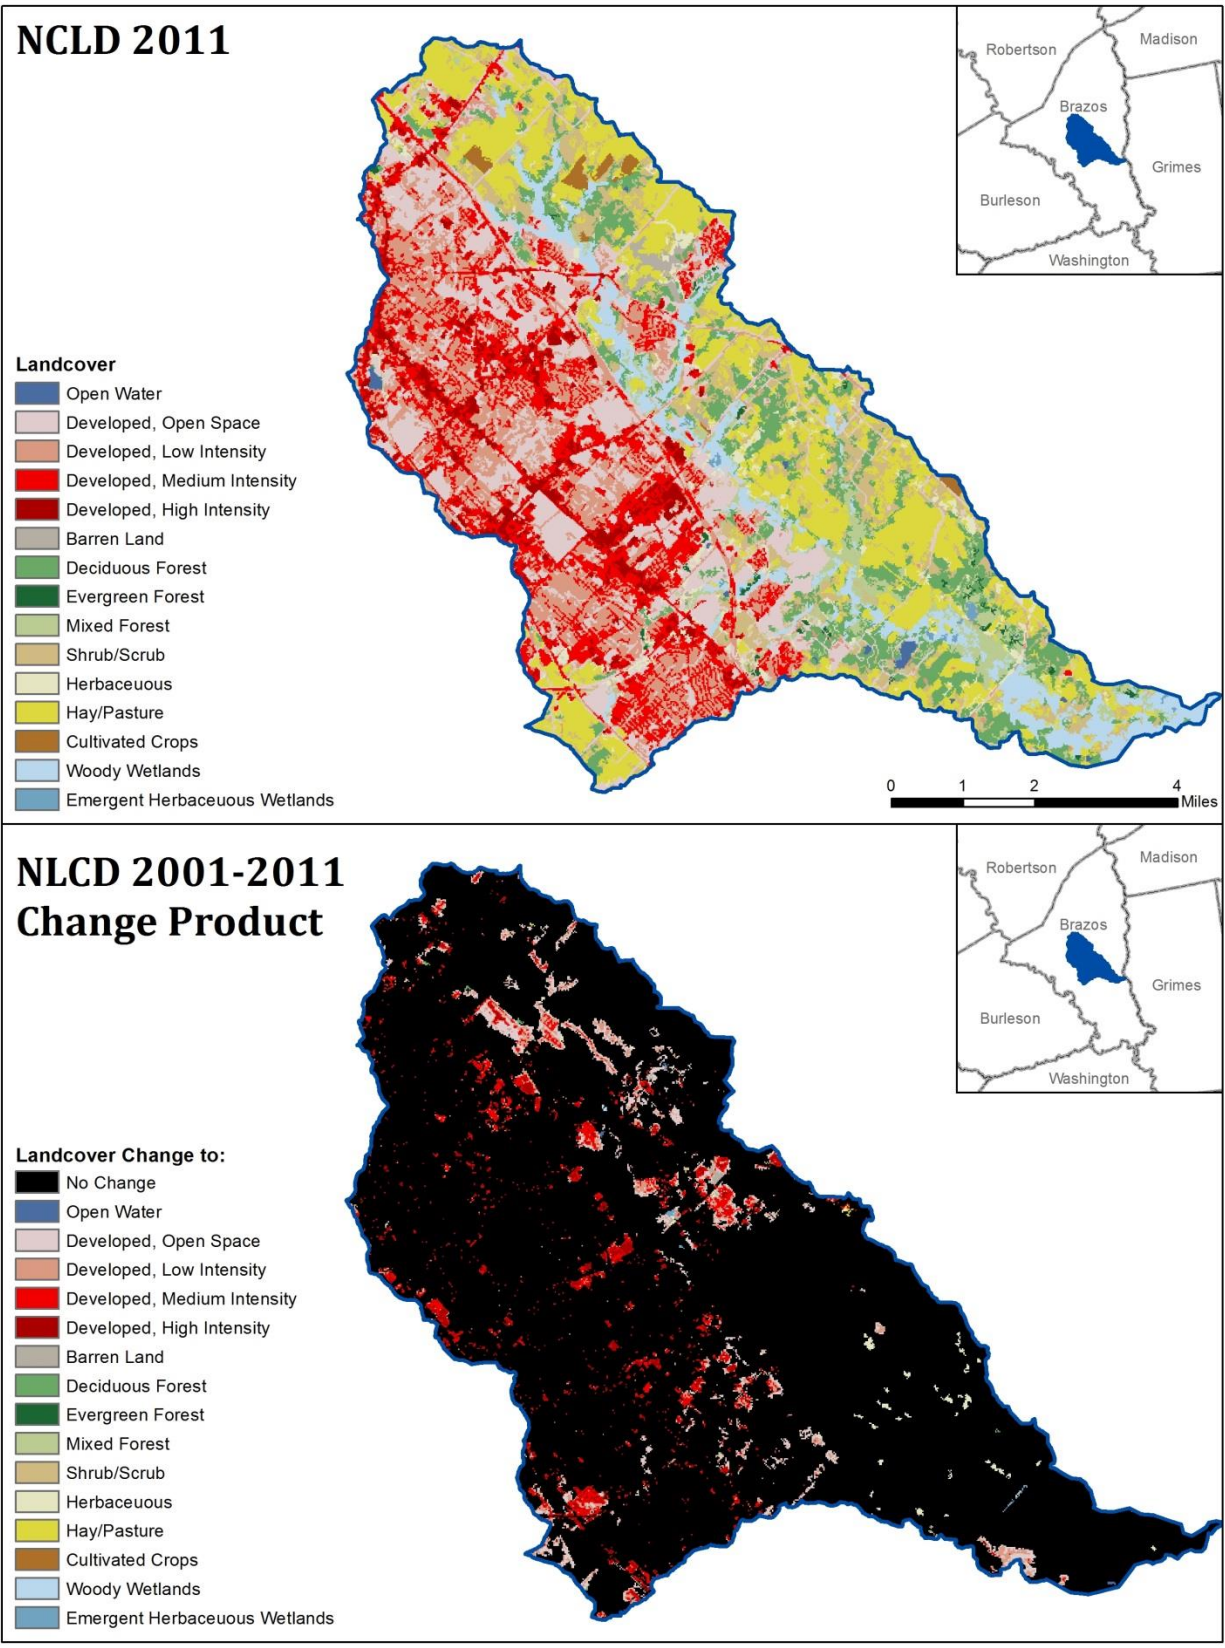 NCLD 2011
Robertson
Madison
Brazos
Grimes
Burleson
Washington
Landcover
Open Water
Developed, Open Space
Developed, Low Intensity
Developed, Medium Intensity
Developed, High Intensity
Barren Land
Deciduous Forest
Evergreen Forest
Mixed Forest
Shrub/Scrub
Herbaceuous
Hay/Pasture
Cultivated Crops
Woody Wetlands
Emergent Herbaceuous Wetlands
0 1 2 4
Miles
NLCD 2001-2011
Change Product
Robertson
Madison
Brazos
Grimes
Burleson
Washington
Landcover Change to:
No Change
Open Water
Developed, Open Space
Developed, Low Intensity
Developed, Medium Intensity
Developed, High Intensity
Barren Land
Deciduous Forest
Evergreen Forest
Mixed Forest
Shrub/Scrub
Herbaceuous
Hay/Pasture
Cultivated Crops
Woody Wetlands
Emergent Herbaceuous Wetlands